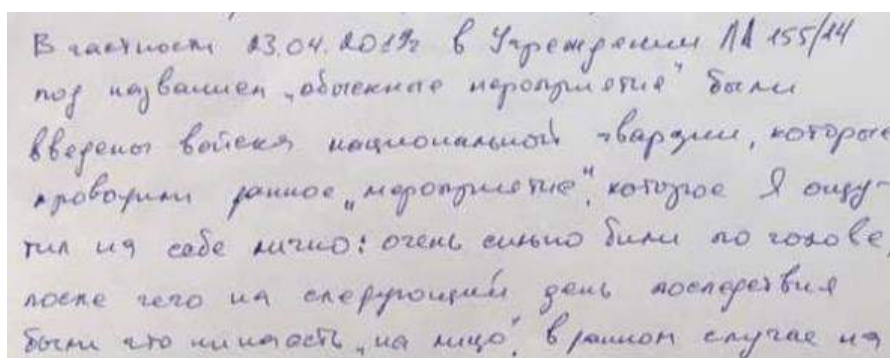 В частности 23.04.2019г в Учреждении ЛА 155/14
под названием „обыскные мероприятие" были
введены войска национальной гвардии, которые
проводили данное „мероприятие", которое Я ощу-
тил на себе лично: очень сильно били по голове,
после чего на следующий день последствия
были что ни на есть „на лицо", в данном случае на